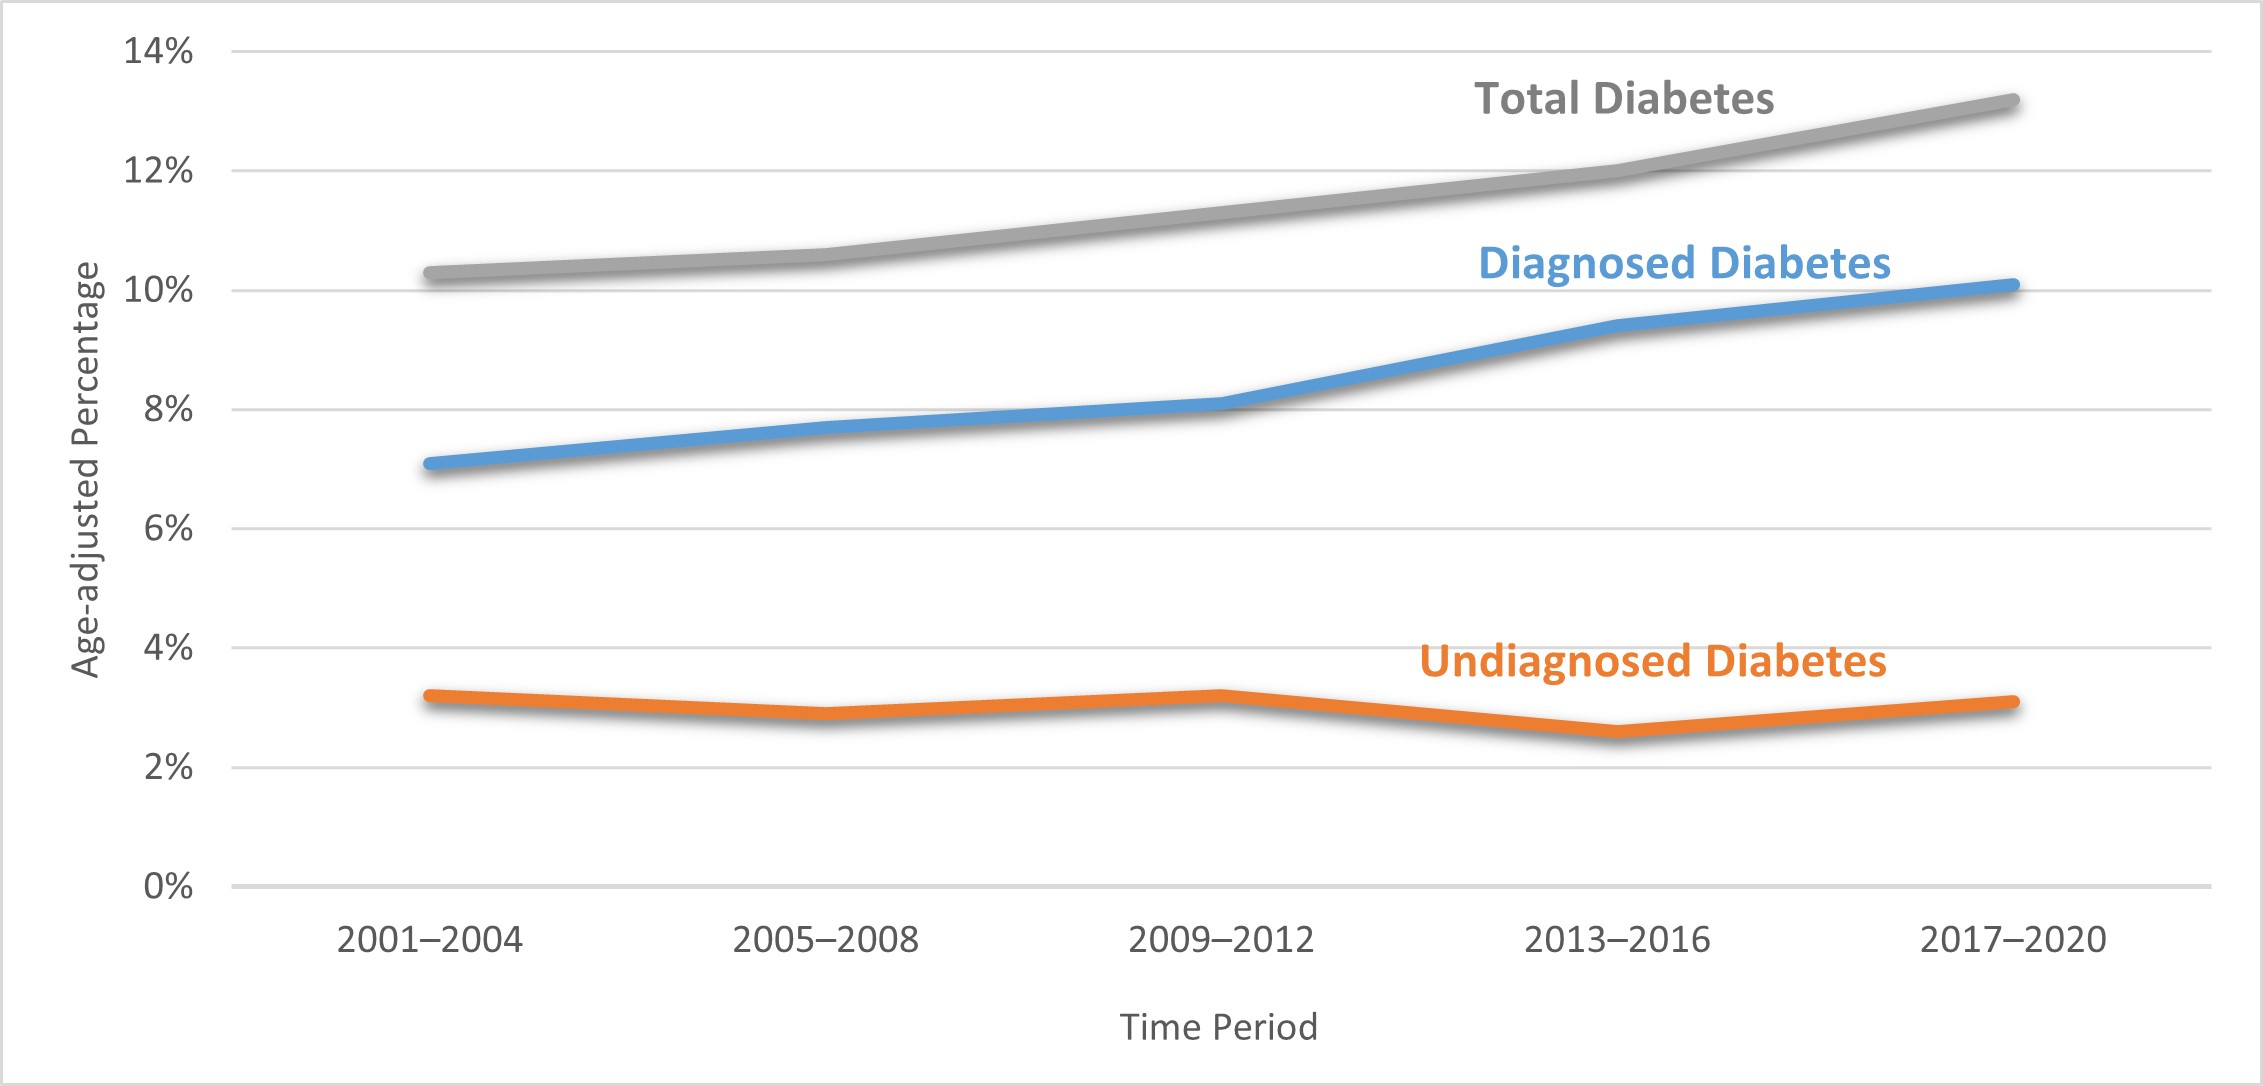 14%
12%
10%
8%
6%
4%
2%
0%
Age-adjusted Percentage
Total Diabetes
Diagnosed Diabetes
Undiagnosed Diabetes
2001–2004 2005–2008 2009–2012 2013–2016 2017–2020
Time Period